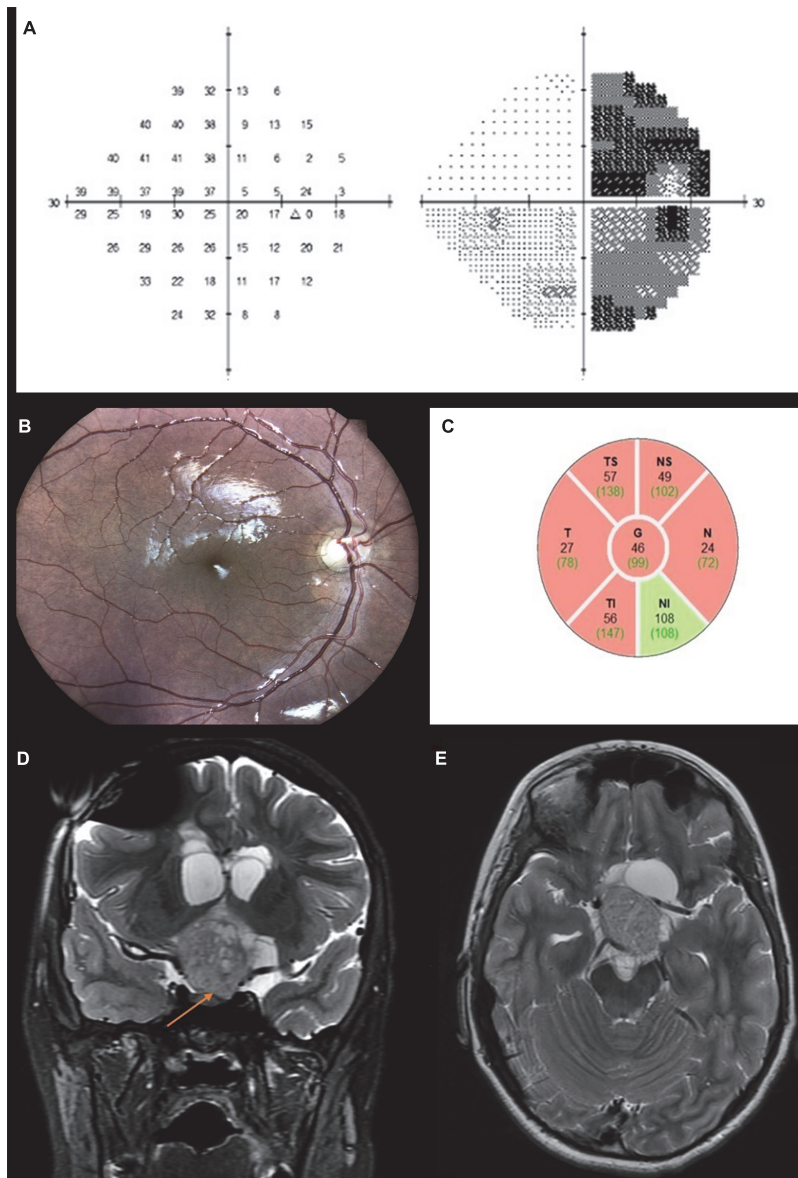 A
39 32 13 6
40 40 38 9 13 15
40 41 41 38 11 6 2 5
39 39 37 39 37 5 5 24 3
30 30
29 25 19 30 25 20 17 0 18
26 29 26 26 15 12 20 21
33 22 18 11 17 12
24 32 8 8
B
C
TS NS
57 49
(138) (102)
T G N
27 46 24
(78) (99) (72)
TI NI
56 108
(147) (108)
D
E